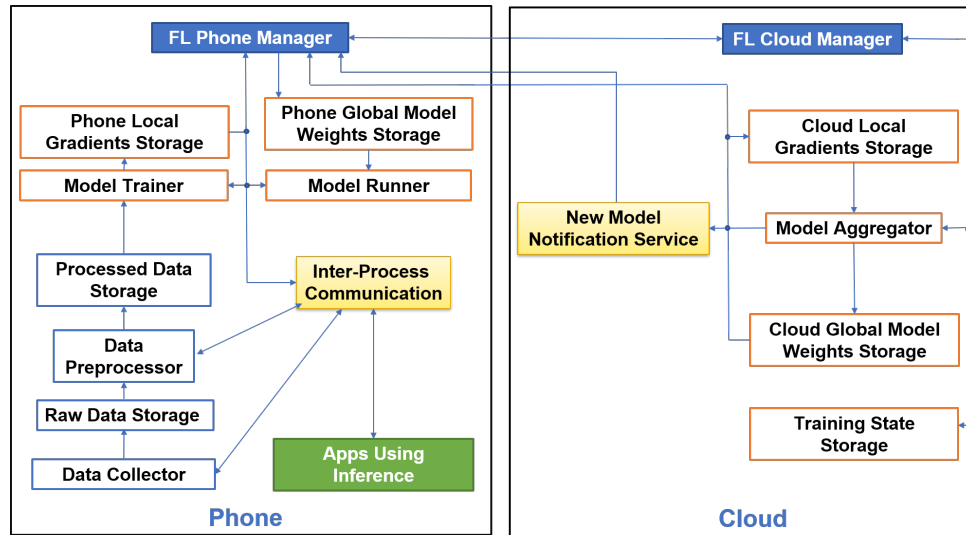 FL Phone Manager
Phone Local
Gradients Storage
Phone Global Model
Weights Storage
Model Trainer
Model Runner
Processed Data
Storage
Inter-Process
Communication
Data
Preprocessor
Raw Data Storage
Data Collector
Apps Using
Inference
Phone
FL Cloud Manager
Cloud Local
Gradients Storage
New Model
Notification Service
Model Aggregator
Cloud Global Model
Weights Storage
Training State
Storage
Cloud